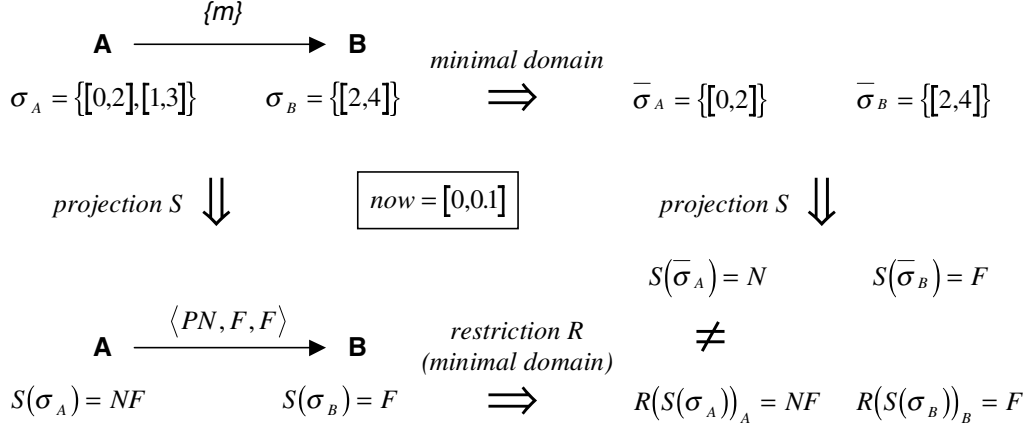 {m}
A B
minimal domain
σ_A = {[0,2],[1,3]} σ_B = {[2,4]} ⇒ σ̅_A = {[0,2]} σ̅_B = {[2,4]}
projection S ⇓ now = [0,0.1] projection S ⇓
S(σ̅_A) = N S(σ̅_B) = F
⟨PN, F, F⟩
A B restriction R ≠
(minimal domain)
S(σ_A) = NF S(σ_B) = F ⇒ R(S(σ_A))_A = NF R(S(σ_B))_B = F